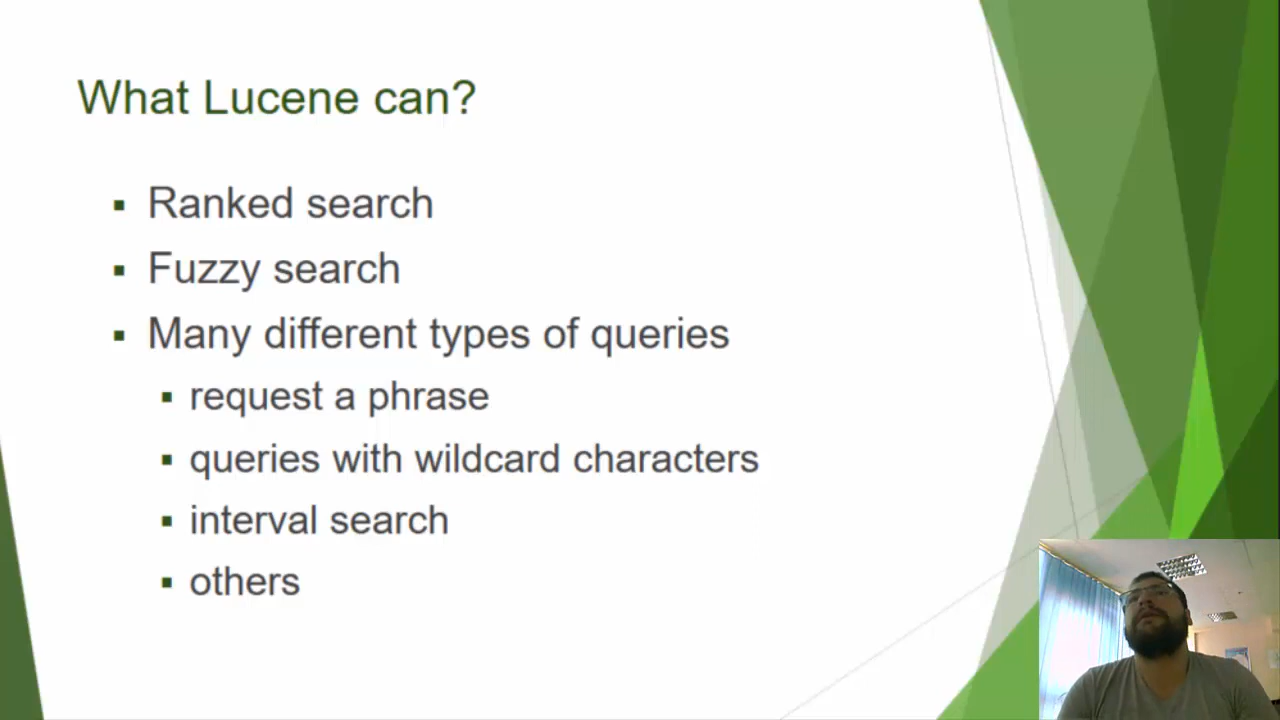 What Lucene can?
Ranked search
Fuzzy search
Many different types of queries
request a phrase
queries with wildcard characters
interval search
others